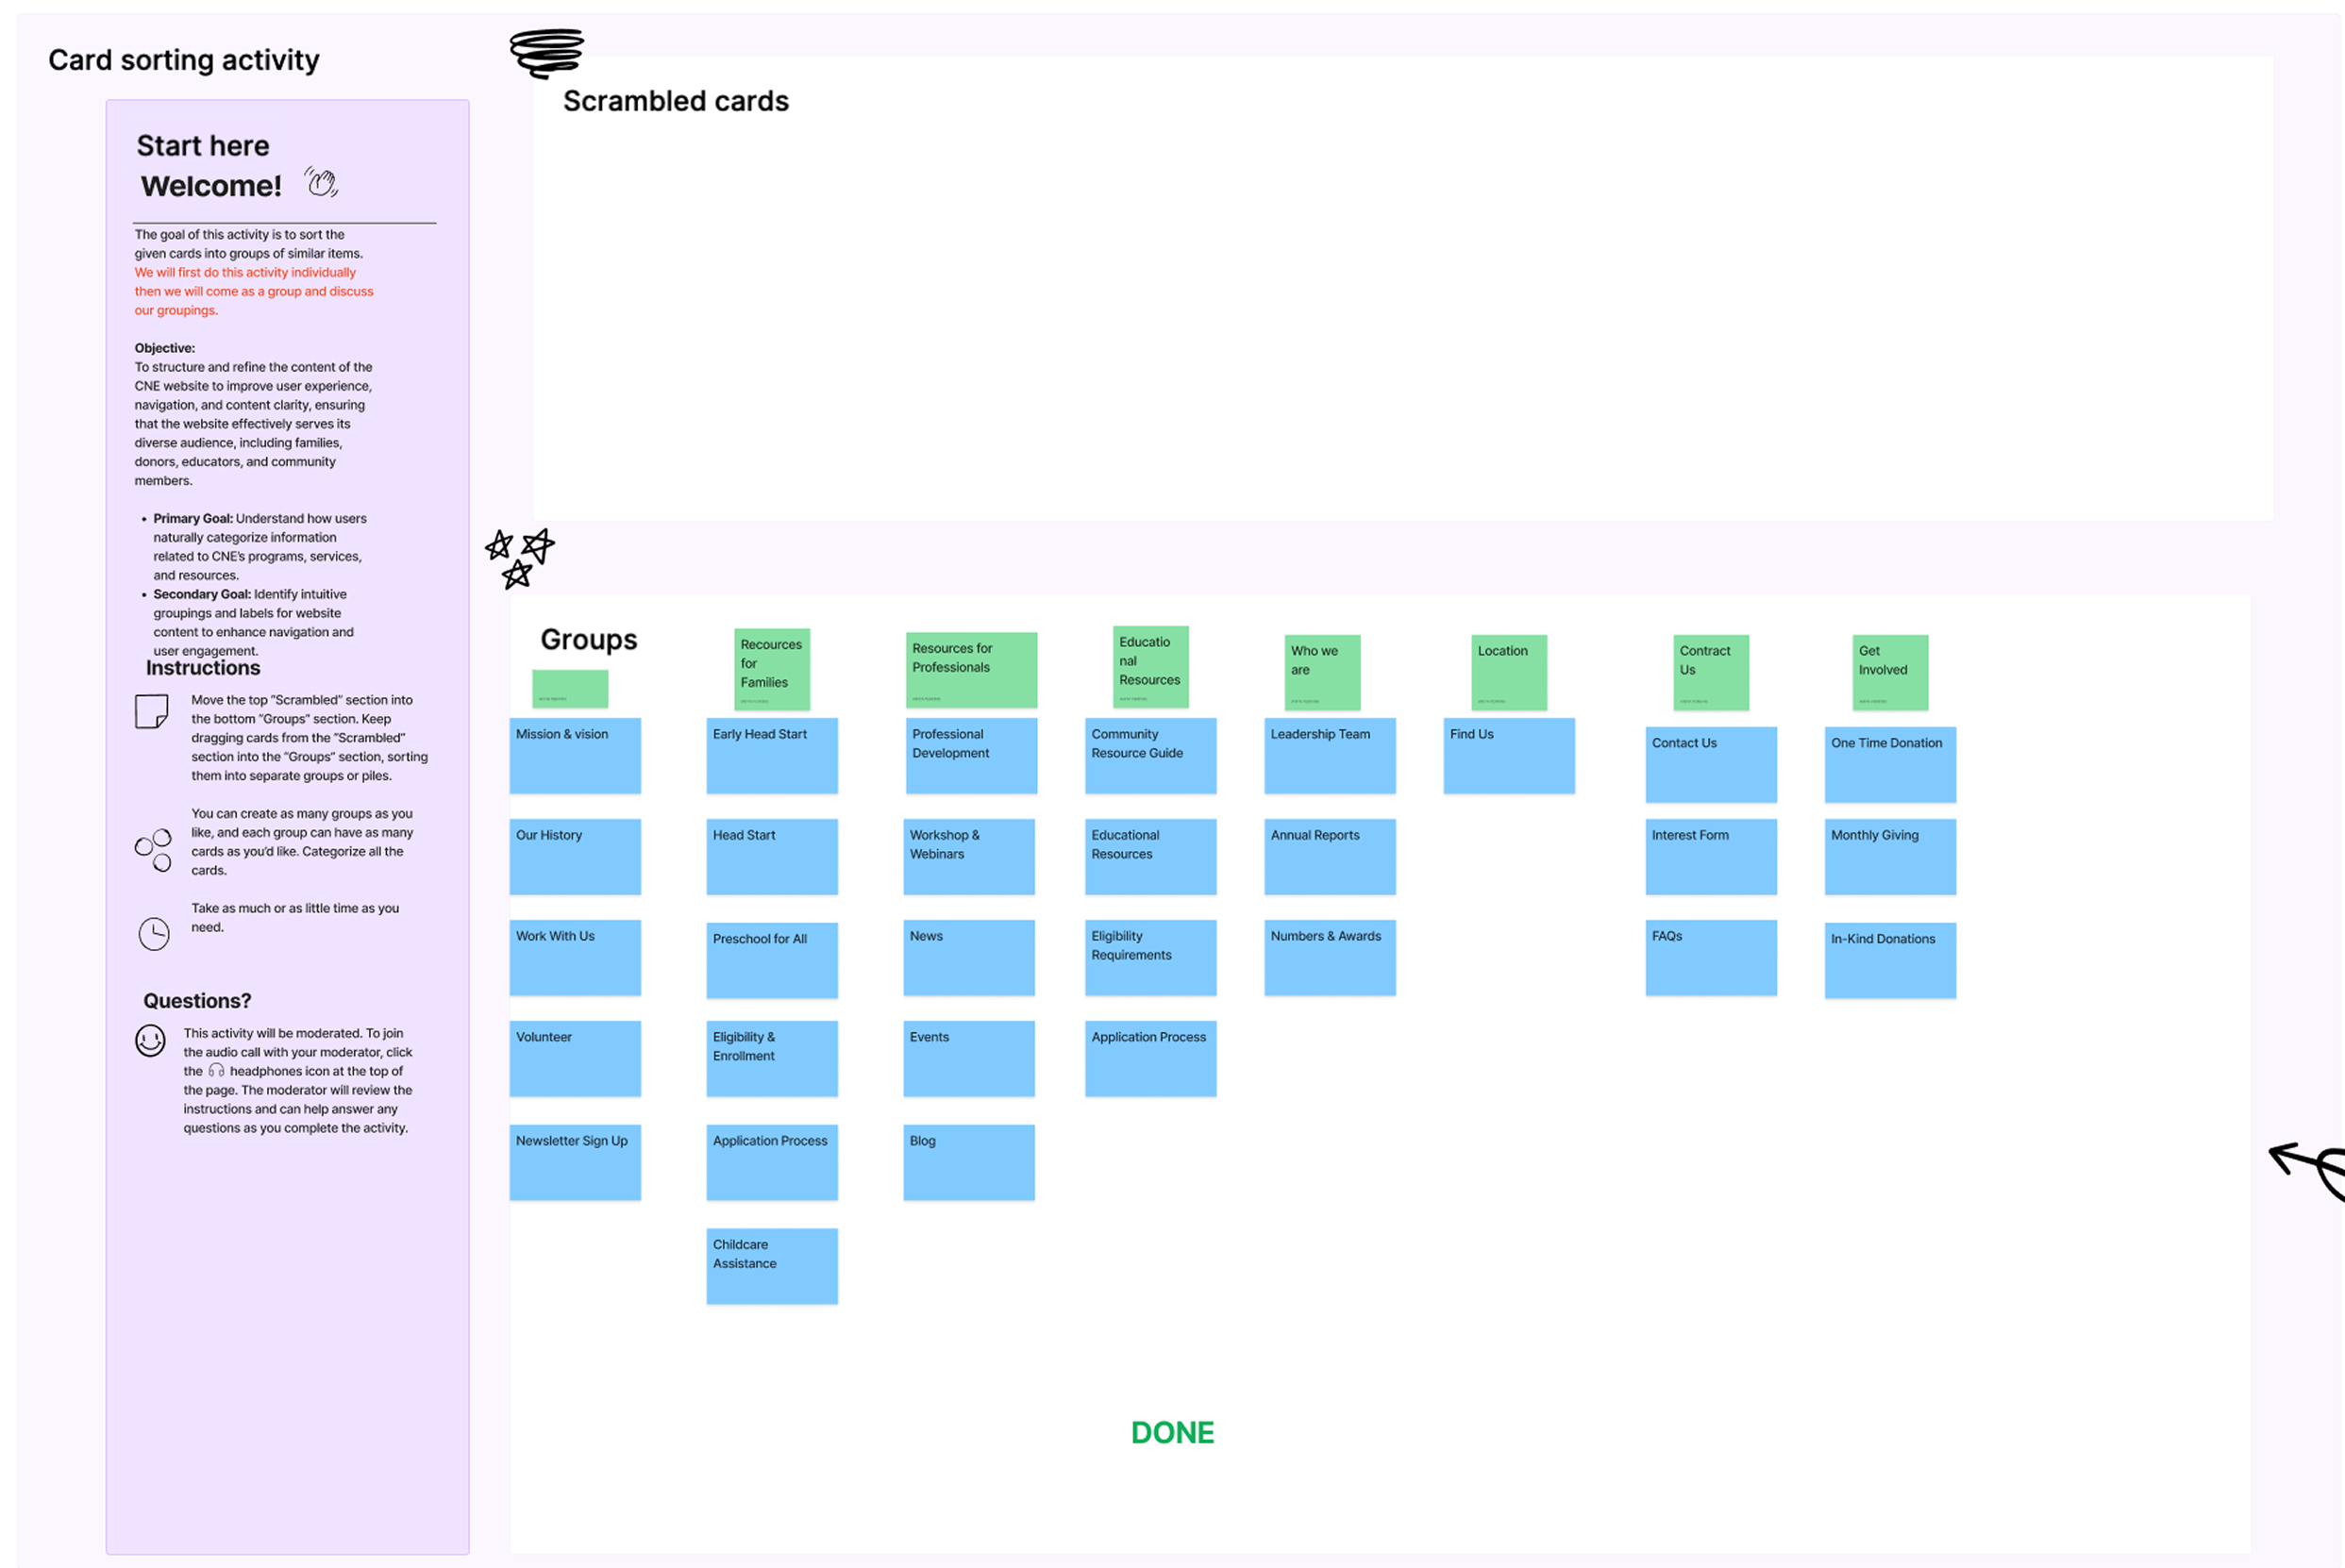 Card sorting activity
Start here
Welcome!
The goal of this activity is to sort the
given cards into groups of similar items.
We will first do this activity individually
then we will come as a group and discuss
our groupings.
Objective:
To structure and refine the content of the
CNE website to improve user experience,
navigation, and content clarity, ensuring
that the website effectively serves its
diverse audience, including families,
donors, educators, and community
members.
• Primary Goal: Understand how users
naturally categorize information
related to CNE's programs, services,
and resources.
• Secondary Goal: Identify intuitive
groupings and labels for website
content to enhance navigation and
user engagement.
Instructions
Move the top "Scrambled" section into
the bottom "Groups" section. Keep
dragging cards from the "Scrambled"
section into the "Groups" section, sorting
them into separate groups or piles.
You can create as many groups as you
like, and each group can have as many
cards as you'd like. Categorize all the
cards.
Take as much or as little time as you
need.
Questions?
This activity will be moderated. To join
the audio call with your moderator, click
the headphones icon at the top of
the page. The moderator will review the
instructions and can help answer any
questions as you complete the activity.
Scrambled cards
Groups
Mission & vision
Our History
Work With Us
Volunteer
Newsletter Sign Up
Recources
for
Families
Early Head Start
Head Start
Preschool for All
Eligibility &
Enrollment
Application Process
Childcare
Assistance
Resources for
Professionals
Professional
Development
Workshop &
Webinars
News
Events
Blog
Educatio
nal
Resources
Community
Resource Guide
Educational
Resources
Eligibility
Requirements
Application Process
Who we
are
Leadership Team
Annual Reports
Numbers & Awards
Location
Find Us
Contract
Us
Contact Us
Interest Form
FAQs
Get
Involved
One Time Donation
Monthly Giving
In-Kind Donations
DONE